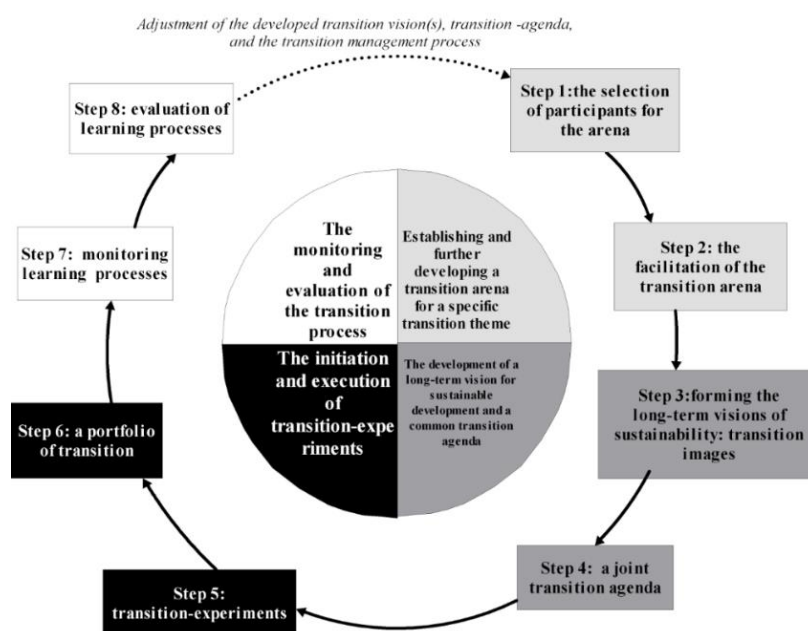 Adjustment of the developed transition vision(s), transition -agenda,
and the transition management process
Step 1:the selection
of participants for
the arena
Step 2: the
facilitation of the
transition arena
Step 3:forming the
long-term visions of
sustainability: transition
images
Step 4: a joint
transition agenda
Step 5:
transition-experiments
Step 6: a portfolio
of transition
Step 7: monitoring
learning processes
Step 8: evaluation of
learning processes
The
monitoring
and
evaluation of
the transition
process
Establishing and
further
developing a
transition arena
for a specific
transition theme
The initiation
and execution
of
transition-expe
riments
The development of a
long-term vision for
sustainable
development and a
common transition
agenda